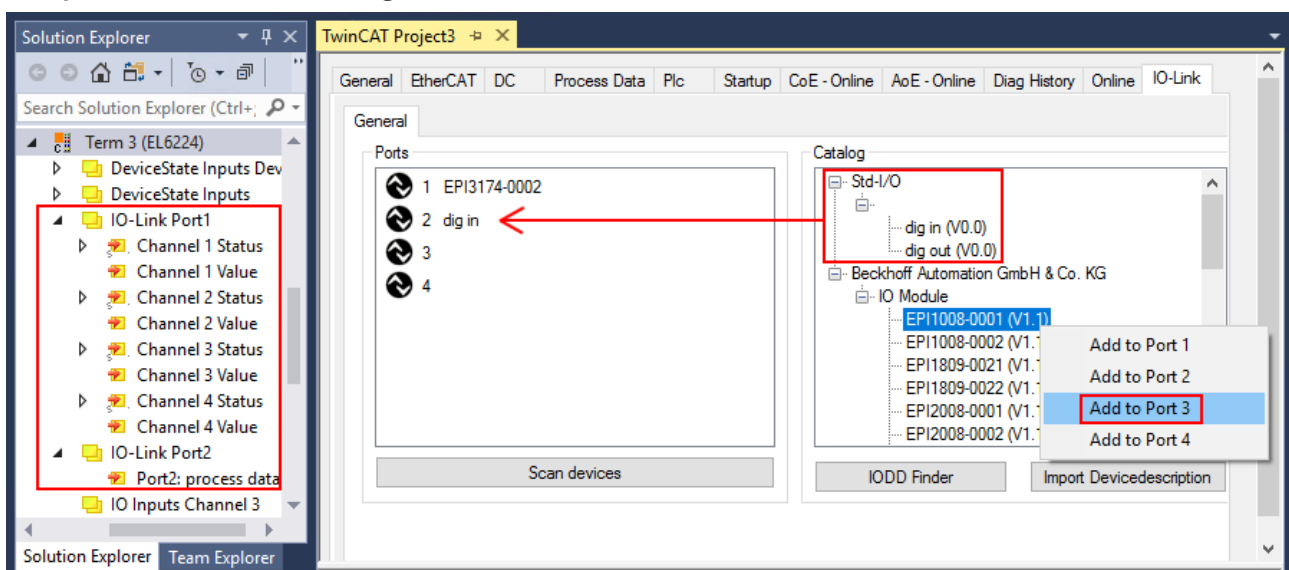 Solution Explorer
Search Solution Explorer (Ctrl+;
Term 3 (EL6224)
DeviceState Inputs Dev
DeviceState Inputs
IO-Link Port1
Channel 1 Status
Channel 1 Value
Channel 2 Status
Channel 2 Value
Channel 3 Status
Channel 3 Value
Channel 4 Status
Channel 4 Value
IO-Link Port2
Port2: process data
IO Inputs Channel 3
Solution Explorer Team Explorer
TwinCAT Project3
General EtherCAT DC Process Data Plc Startup CoE - Online AoE - Online Diag History Online IO-Link
General
Ports
1 EPI3174-0002
2 dig in
3
4
Scan devices
Catalog
Std-I/O
dig in (V0.0)
dig out (V0.0)
Beckhoff Automation GmbH & Co. KG
IO Module
EPI1008-0001 (V1.1)
EPI1008-0002 (V1.1
EPI1809-0021 (V1.1
EPI1809-0022 (V1.1
EPI2008-0001 (V1.1
EPI2008-0002 (V1.1
Add to Port 1
Add to Port 2
Add to Port 3
Add to Port 4
IODD Finder Import Devicedescription